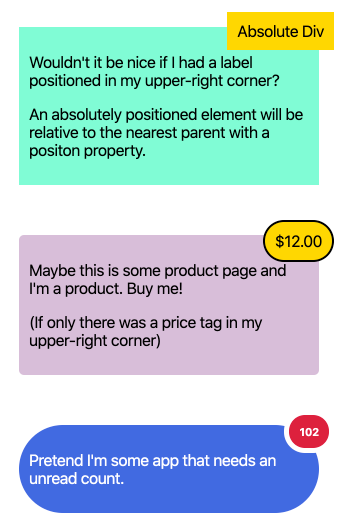 Absolute Div
Wouldn't it be nice if I had a label
positioned in my upper-right corner?
An absolutely positioned element will be
relative to the nearest parent with a
positon property.
$12.00
Maybe this is some product page and
I'm a product. Buy me!
(If only there was a price tag in my
upper-right corner)
102
Pretend I'm some app that needs an
unread count.